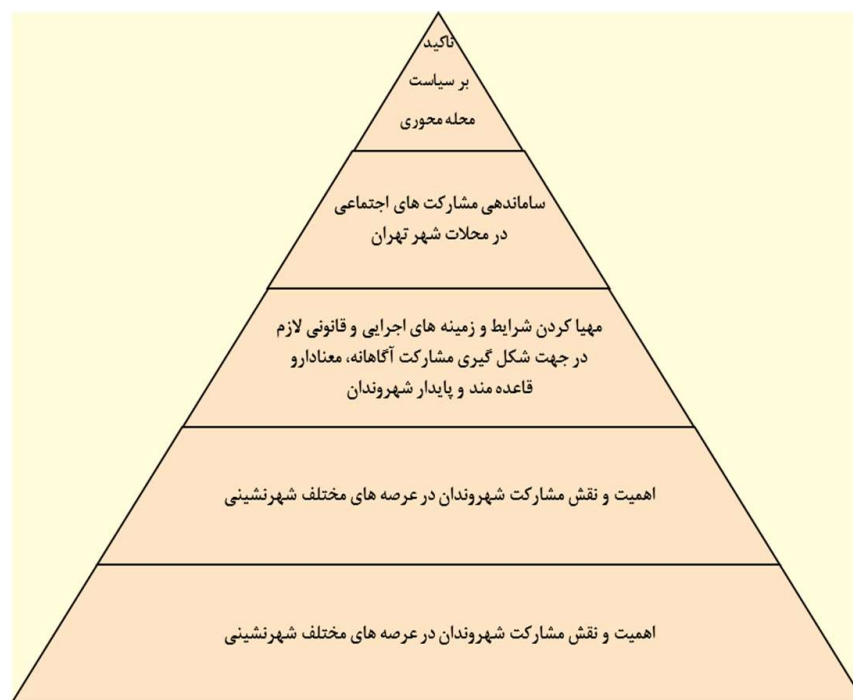 تاکید
بر سیاست
محله محوری
ساماندهی مشارکت های اجتماعی
در محلات شهر تهران
مهیا کردن شرایط و زمینه های اجرایی و قانونی لازم
در جهت شکل گیری مشارکت آگاهانه، معنادارو
قاعده مند و پایدار شهروندان
اهمیت و نقش مشارکت شهروندان در عرصه های مختلف شهرنشینی
اهمیت و نقش مشارکت شهروندان در عرصه های مختلف شهرنشینی